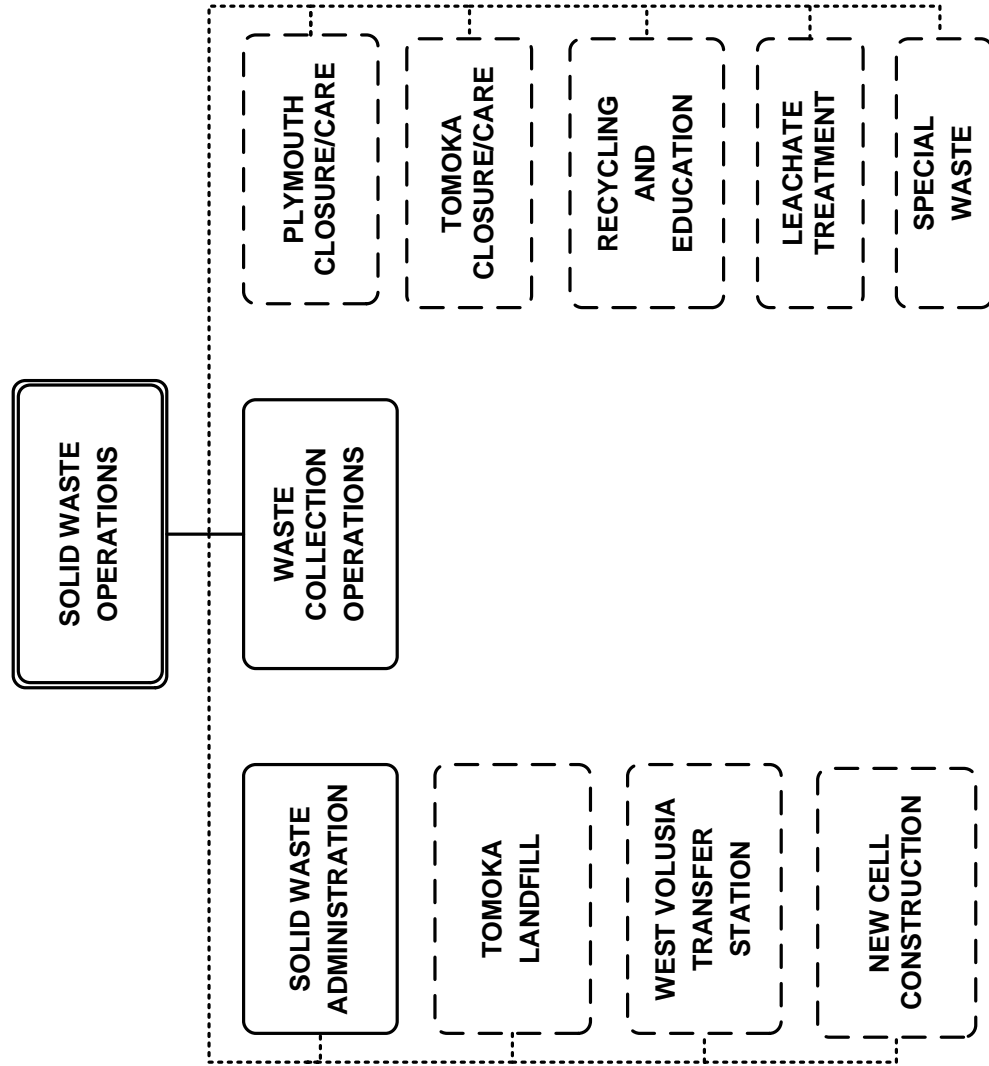 SOLID WASTE
OPERATIONS
SOLID WASTE
ADMINISTRATION
WASTE
COLLECTION
OPERATIONS
PLYMOUTH
CLOSURE/CARE
TOMOKA
LANDFILL
TOMOKA
CLOSURE/CARE
WEST VOLUSIA
TRANSFER
STATION
RECYCLING
AND
EDUCATION
NEW CELL
CONSTRUCTION
LEACHATE
TREATMENT
SPECIAL
WASTE